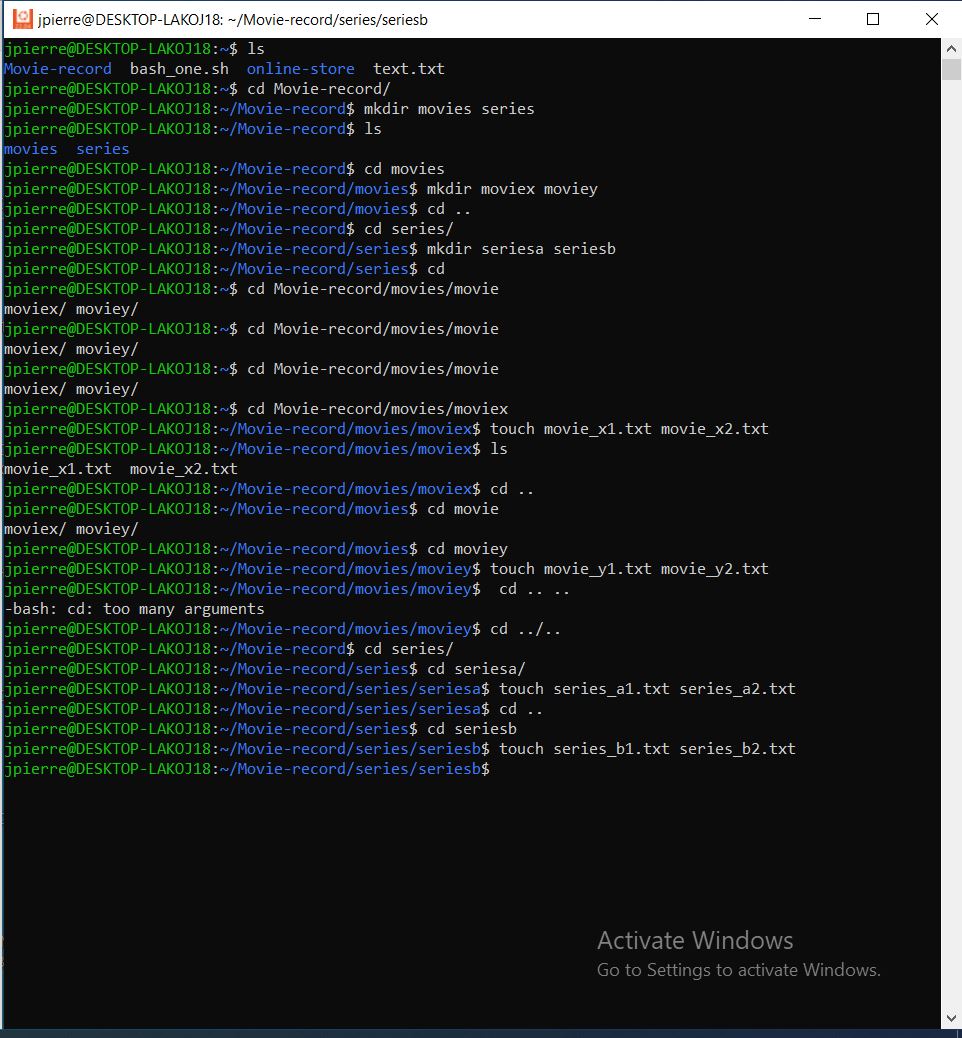 jpierre@DESKTOP-LAKOJ18: ~/Movie-record/series/seriesb
jpierre@DESKTOP-LAKOJ18:~$ ls
Movie-record  bash_one.sh  online-store  text.txt
jpierre@DESKTOP-LAKOJ18:~$ cd Movie-record/
jpierre@DESKTOP-LAKOJ18:~/Movie-record$ mkdir movies series
jpierre@DESKTOP-LAKOJ18:~/Movie-record$ ls
movies  series
jpierre@DESKTOP-LAKOJ18:~/Movie-record$ cd movies
jpierre@DESKTOP-LAKOJ18:~/Movie-record/movies$ mkdir moviex moviey
jpierre@DESKTOP-LAKOJ18:~/Movie-record/movies$ cd ..
jpierre@DESKTOP-LAKOJ18:~/Movie-record$ cd series/
jpierre@DESKTOP-LAKOJ18:~/Movie-record/series$ mkdir seriesa seriesb
jpierre@DESKTOP-LAKOJ18:~/Movie-record/series$ cd
jpierre@DESKTOP-LAKOJ18:~$ cd Movie-record/movies/movie
moviex/ moviey/
jpierre@DESKTOP-LAKOJ18:~$ cd Movie-record/movies/movie
moviex/ moviey/
jpierre@DESKTOP-LAKOJ18:~$ cd Movie-record/movies/movie
moviex/ moviey/
jpierre@DESKTOP-LAKOJ18:~$ cd Movie-record/movies/moviex
jpierre@DESKTOP-LAKOJ18:~/Movie-record/movies/moviex$ touch movie_x1.txt movie_x2.txt
jpierre@DESKTOP-LAKOJ18:~/Movie-record/movies/moviex$ ls
movie_x1.txt  movie_x2.txt
jpierre@DESKTOP-LAKOJ18:~/Movie-record/movies/moviex$ cd ..
jpierre@DESKTOP-LAKOJ18:~/Movie-record/movies$ cd movie
moviex/ moviey/
jpierre@DESKTOP-LAKOJ18:~/Movie-record/movies$ cd moviey
jpierre@DESKTOP-LAKOJ18:~/Movie-record/movies/moviey$ touch movie_y1.txt movie_y2.txt
jpierre@DESKTOP-LAKOJ18:~/Movie-record/movies/moviey$  cd .. ..
-bash: cd: too many arguments
jpierre@DESKTOP-LAKOJ18:~/Movie-record/movies/moviey$ cd ../..
jpierre@DESKTOP-LAKOJ18:~/Movie-record$ cd series/
jpierre@DESKTOP-LAKOJ18:~/Movie-record/series$ cd seriesa/
jpierre@DESKTOP-LAKOJ18:~/Movie-record/series/seriesa$ touch series_a1.txt series_a2.txt
jpierre@DESKTOP-LAKOJ18:~/Movie-record/series/seriesa$ cd ..
jpierre@DESKTOP-LAKOJ18:~/Movie-record/series$ cd seriesb
jpierre@DESKTOP-LAKOJ18:~/Movie-record/series/seriesb$ touch series_b1.txt series_b2.txt
jpierre@DESKTOP-LAKOJ18:~/Movie-record/series/seriesb$
Activate Windows
Go to Settings to activate Windows.